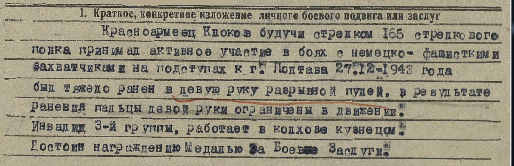 I. Краткое, конкретное изложение личного боевого подвига или заслуг
Красноармеец Клоков будучи стрелком 165 стрелкового
полка принимал активное участие в боях с немецко-фашисткими
захватчиками на подступах к г. Полтава 27.12-1943 года
был тяжело ранен в левую руку разрывной пулей, в результате
ранения пальцы левой руки ограничены в движении.
Инвалид 3-й группы, работает в колхозе кузнецом.
Достоин награждению Медалью За Боевые Заслуги.